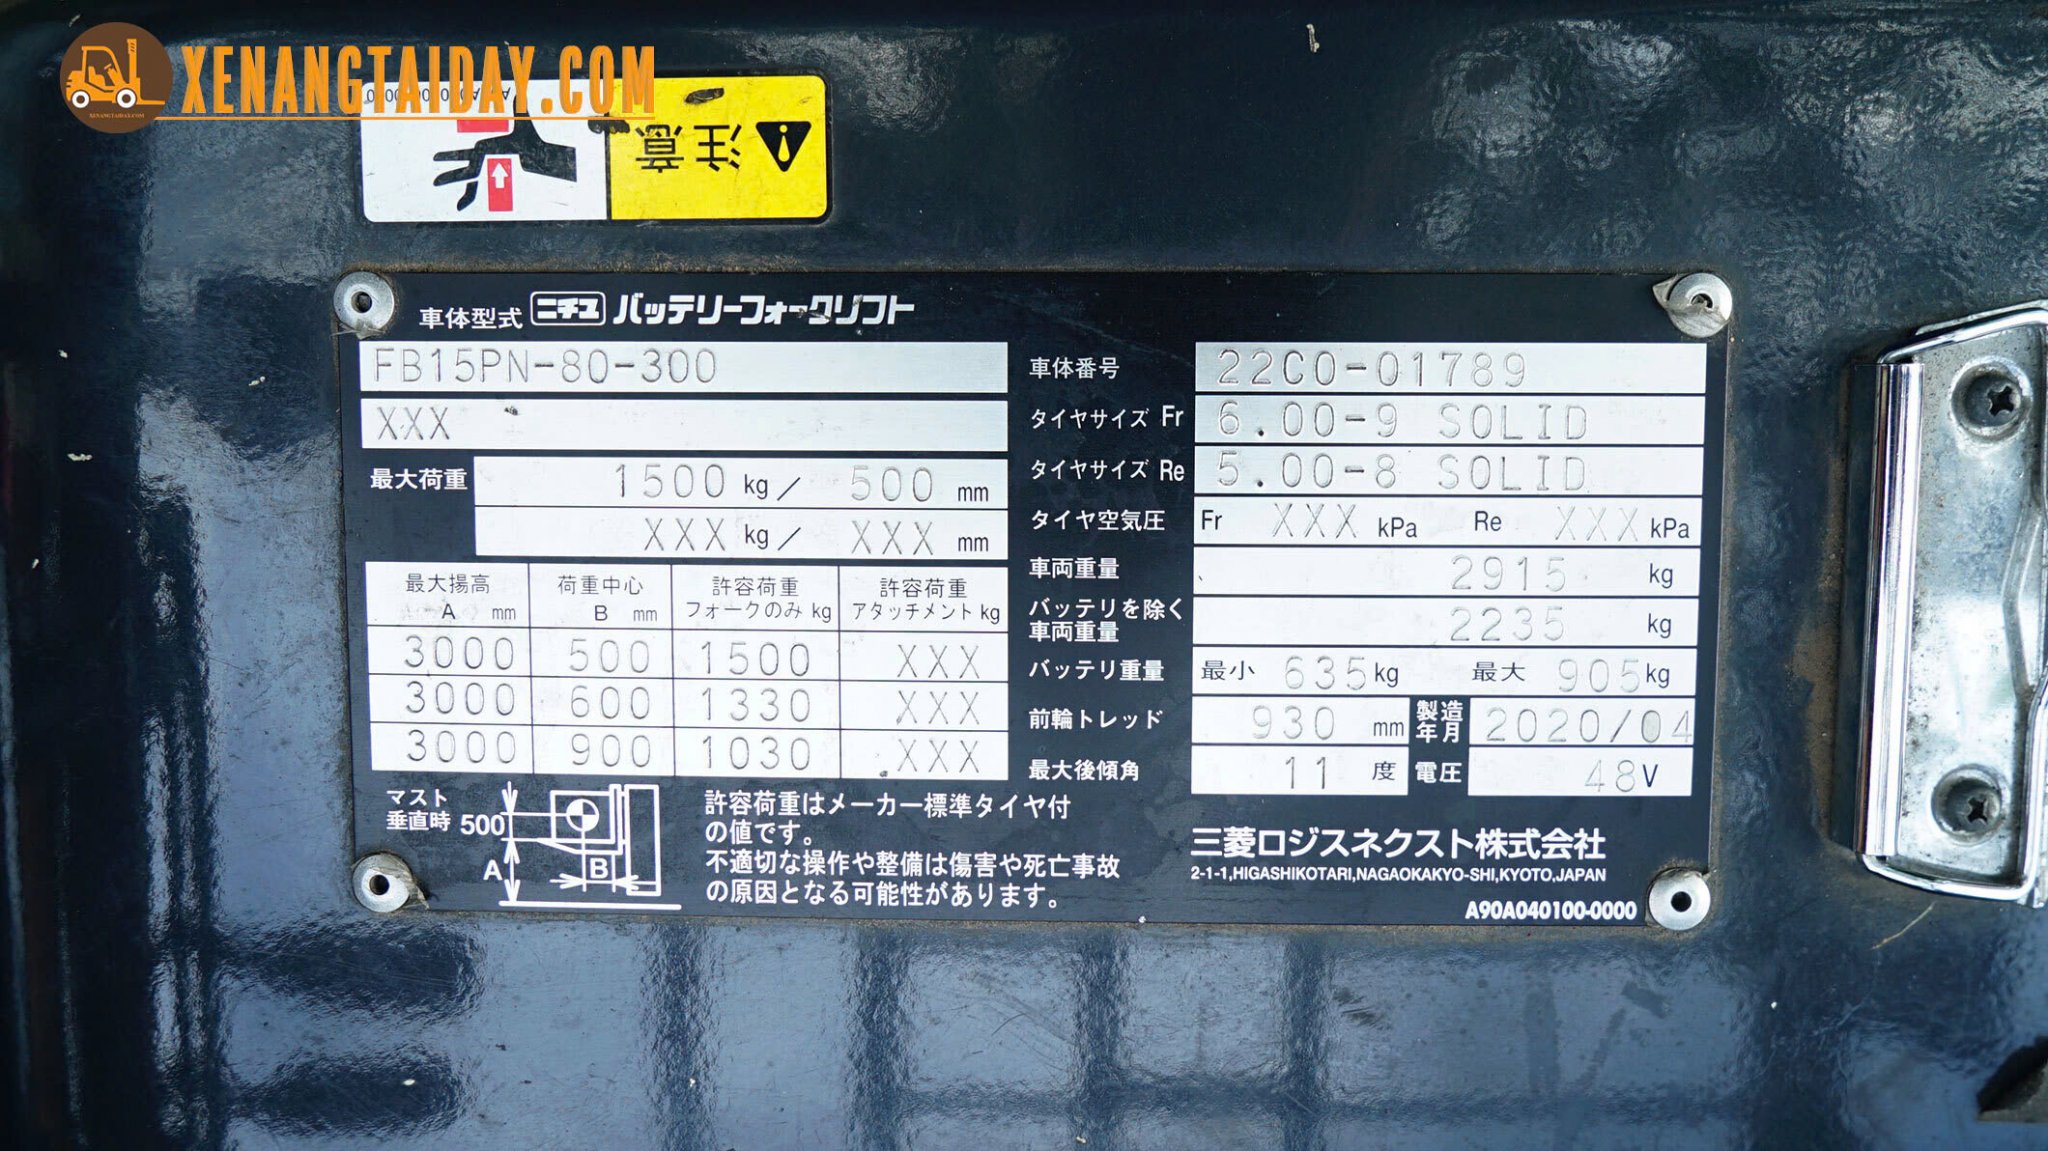 XENANGTAIDAY.COM
注意
車体型式 ニチユ バッテリーフォークリフト
FB15PN-80-300
XXX
最大荷重 1500 kg / 500 mm
XXX kg / XXX mm
最大揚高 荷重中心 許容荷重 許容荷重
A mm B mm フォークのみ kg アタッチメント kg
3000 500 1500 XXX
3000 600 1330 XXX
3000 900 1030 XXX
マスト
垂直時 500
A B
許容荷重はメーカー標準タイヤ付
の値です。
不適切な操作や整備は傷害や死亡事故
の原因となる可能性があります。
車体番号 22C0-01789
タイヤサイズ Fr 6.00-9 SOLID
タイヤサイズ Re 5.00-8 SOLID
タイヤ空気圧 Fr XXX kPa Re XXX kPa
車両重量 2915 kg
バッテリを除く
車両重量 2235 kg
バッテリ重量 最小 635 kg 最大 905 kg
前輪トレッド 930 mm 製造年月 2020/04
最大後傾角 11 度 電圧 48 V
三菱ロジスネクスト株式会社
2-1-1,HIGASHIKOTARI,NAGAOKAKYO-SHI,KYOTO,JAPAN
A90A040100-0000